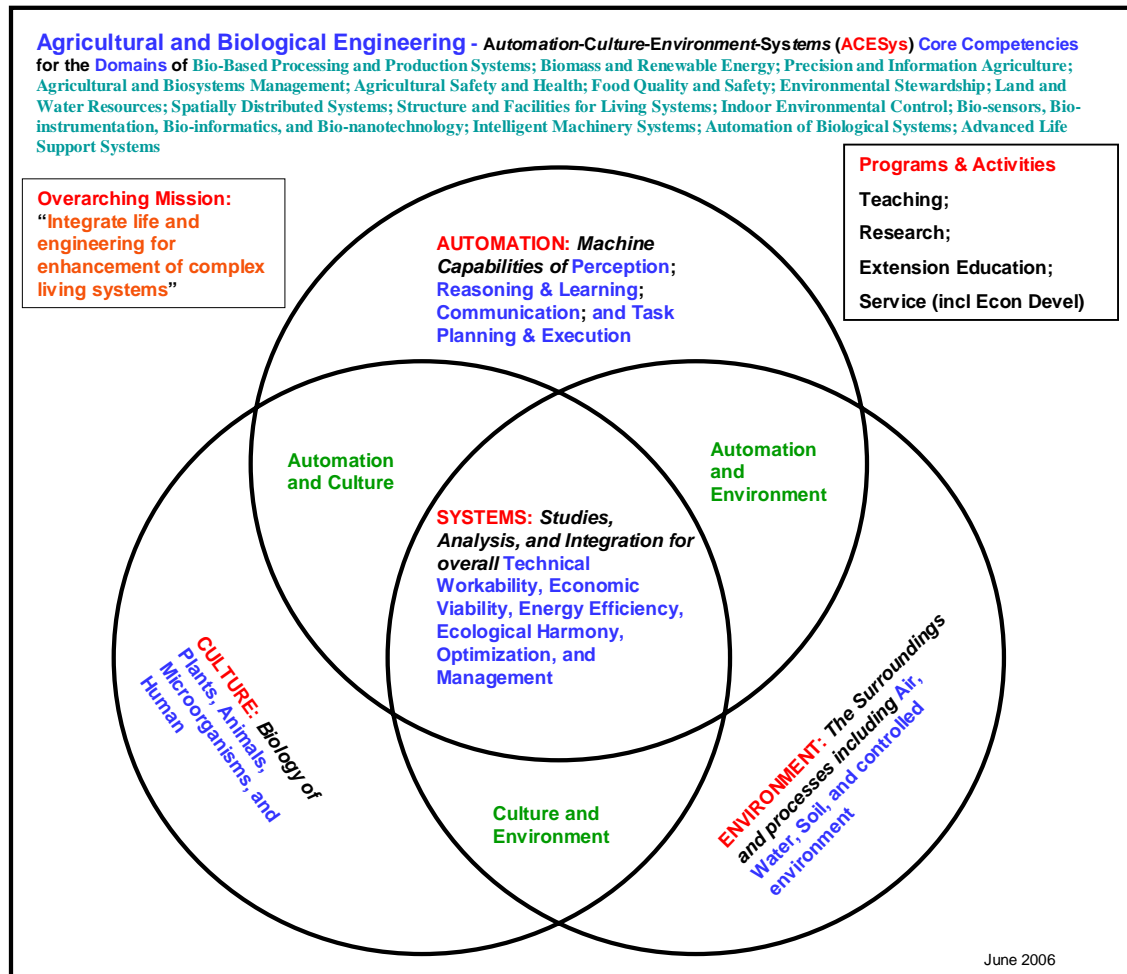 Agricultural and Biological Engineering - Automation-Culture-Environment-Systems (ACESys) Core Competencies
for the Domains of Bio-Based Processing and Production Systems; Biomass and Renewable Energy; Precision and Information Agriculture;
Agricultural and Biosystems Management; Agricultural Safety and Health; Food Quality and Safety; Environmental Stewardship; Land and
Water Resources; Spatially Distributed Systems; Structure and Facilities for Living Systems; Indoor Environmental Control; Bio-sensors, Bio-
instrumentation, Bio-informatics, and Bio-nanotechnology; Intelligent Machinery Systems; Automation of Biological Systems; Advanced Life
Support Systems
Overarching Mission:
“Integrate life and
engineering for
enhancement of complex
living systems”
Programs & Activities
Teaching;
Research;
Extension Education;
Service (incl Econ Devel)
AUTOMATION: Machine
Capabilities of Perception;
Reasoning & Learning;
Communication; and Task
Planning & Execution
Automation
and Culture
Automation
and
Environment
SYSTEMS: Studies,
Analysis, and Integration for
overall Technical
Workability, Economic
Viability, Energy Efficiency,
Ecological Harmony,
Optimization, and
Management
CULTURE: Biology of
Plants, Animals,
Microorganisms, and
Human
ENVIRONMENT: The Surroundings
and processes including Air,
Water, Soil, and controlled
environment
Culture and
Environment
June 2006